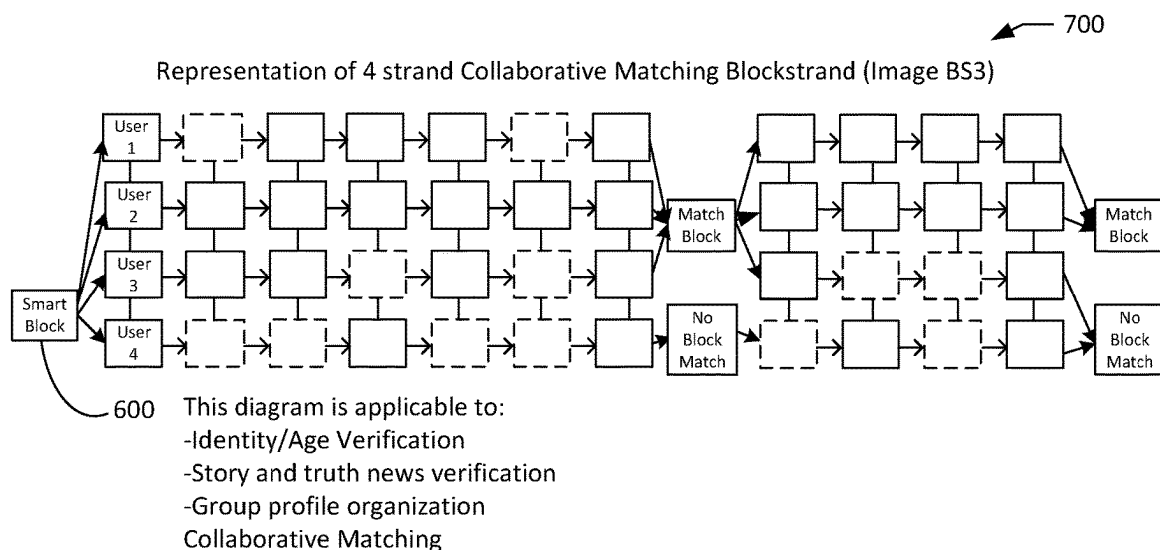 700
Representation of 4 strand Collaborative Matching Blockstrand (Image BS3)
User
1
User
2
User
3
User
4
Smart
Block
Match
Block
No
Block
Match
Match
Block
No
Block
Match
600
This diagram is applicable to:
-Identity/Age Verification
-Story and truth news verification
-Group profile organization
Collaborative Matching